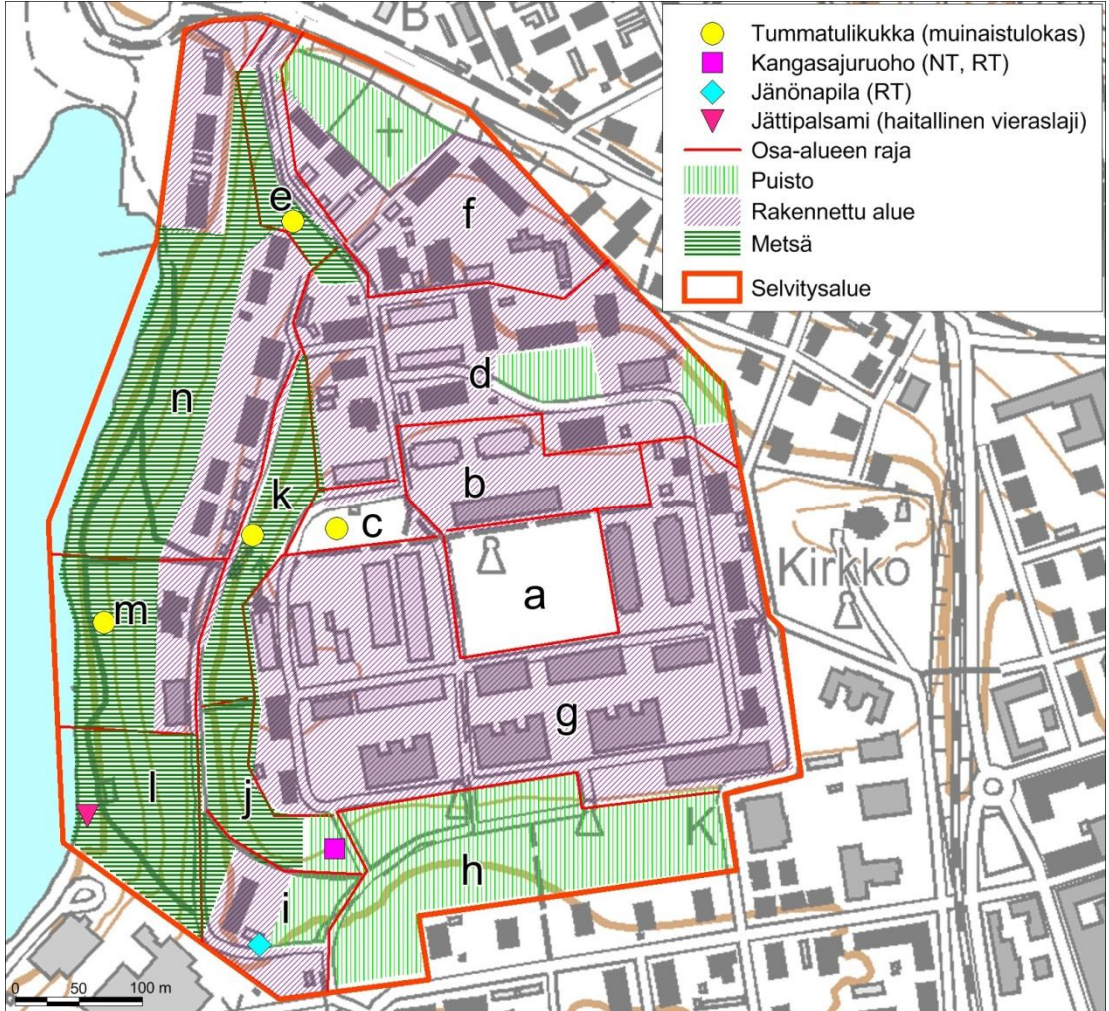 B
Tummatulikukka (muinaistulokas)
Kangasajuruoho (NT, RT)
Jänönapila (RT)
Jättipalsami (haitallinen vieraslaji)
Osa-alueen raja
Puisto
Rakennettu alue
Metsä
Selvitysalue
e
f
n
d
k
b
c
Kirkko
a
m
g
l
j
K
h
i
0 50 100 m